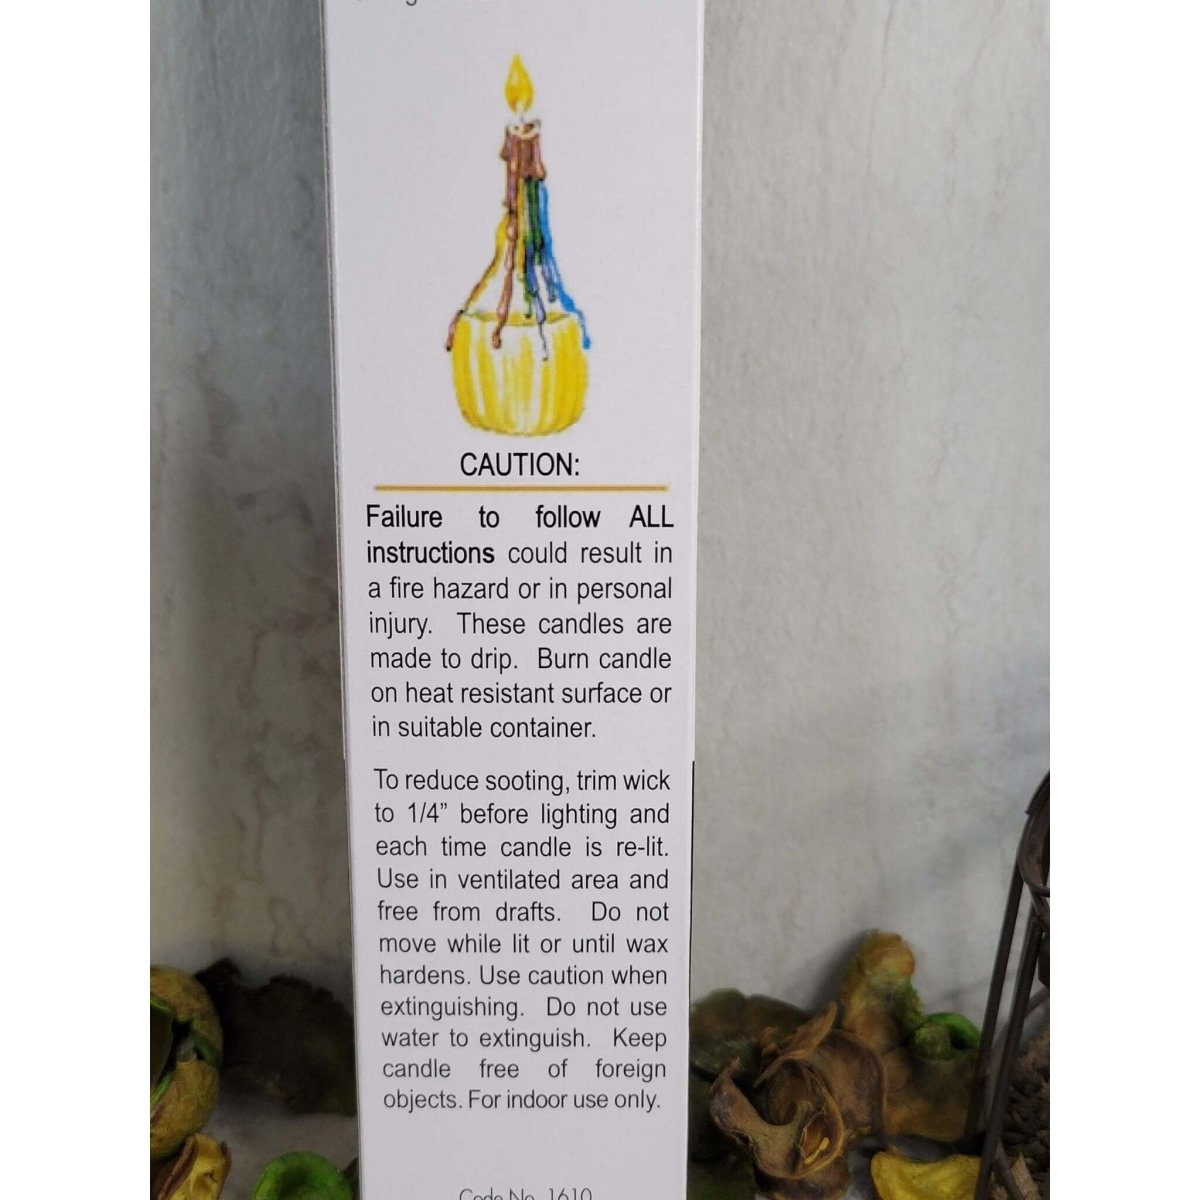 CAUTION:
Failure to follow ALL
instructions could result in
a fire hazard or in personal
injury. These candles are
made to drip. Burn candle
on heat resistant surface or
in suitable container.
To reduce sooting, trim wick
to 1/4” before lighting and
each time candle is re-lit.
Use in ventilated area and
free from drafts. Do not
move while lit or until wax
hardens. Use caution when
extinguishing. Do not use
water to extinguish. Keep
candle free of foreign
objects. For indoor use only.
Code No. 1610